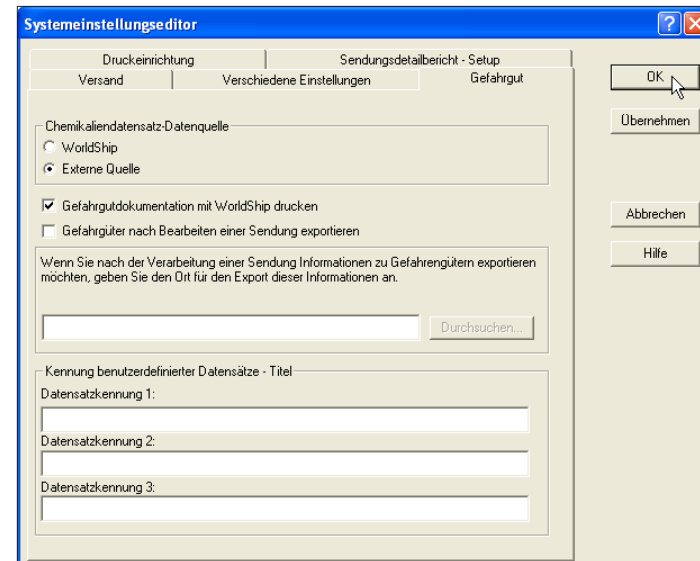 Systemeinstellungseditor
Druckeinrichtung
Sendungsdetailbericht - Setup
Versand
Verschiedene Einstellungen
Gefahrgut
OK
Übernehmen
Abbrechen
Hilfe
Chemikaliendatensatz-Datenquelle
WorldShip
Externe Quelle
Gefahrgutdokumentation mit WorldShip drucken
Gefahrgüter nach Bearbeiten einer Sendung exportieren
Wenn Sie nach der Verarbeitung einer Sendung Informationen zu Gefahrengütern exportieren
möchten, geben Sie den Ort für den Export dieser Informationen an.
Durchsuchen...
Kennung benutzerdefinierter Datensätze - Titel
Datensatzkennung 1:
Datensatzkennung 2:
Datensatzkennung 3: